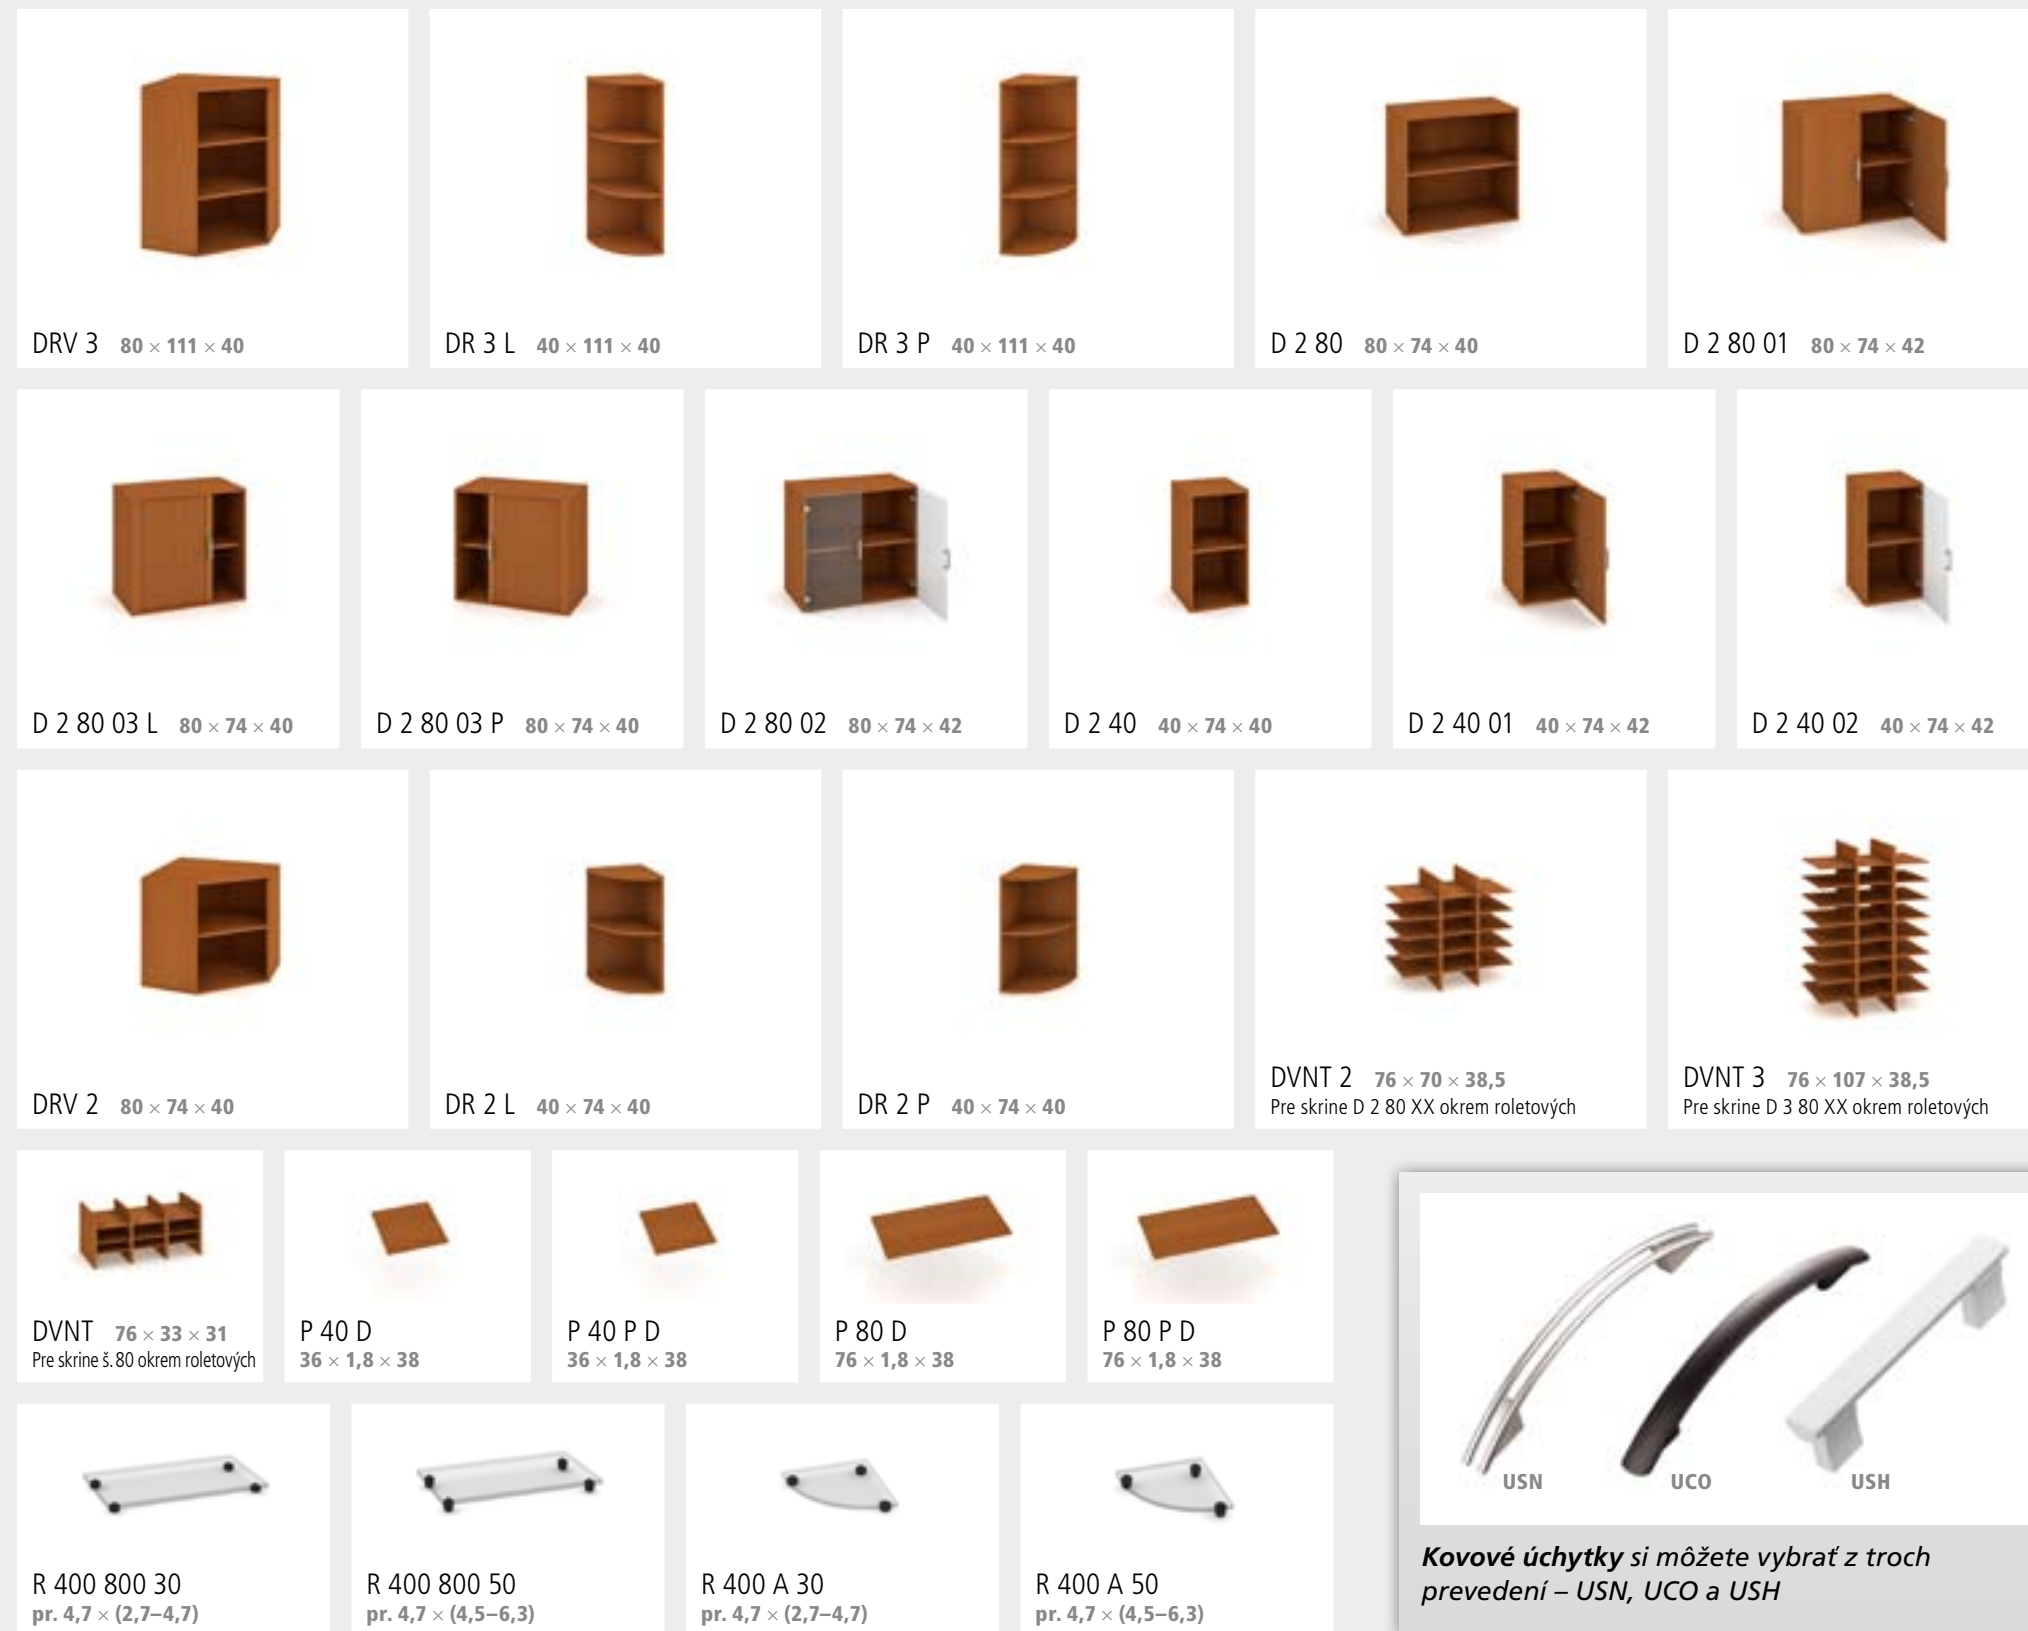 DRV 3 80 × 111 × 40
DR 3 L 40 × 111 × 40
DR 3 P 40 × 111 × 40
D 2 80 80 × 74 × 40
D 2 80 01 80 × 74 × 42
D 2 80 03 L 80 × 74 × 40
D 2 80 03 P 80 × 74 × 40
D 2 80 02 80 × 74 × 42
D 2 40 40 × 74 × 40
D 2 40 01 40 × 74 × 42
D 2 40 02 40 × 74 × 42
DRV 2 80 × 74 × 40
DR 2 L 40 × 74 × 40
DR 2 P 40 × 74 × 40
DVNT 2 76 × 70 × 38,5
Pre skrine D 2 80 XX okrem roletových
DVNT 3 76 × 107 × 38,5
Pre skrine D 3 80 XX okrem roletových
DVNT 76 × 33 × 31
Pre skrine š. 80 okrem roletových
P 40 D
36 × 1,8 × 38
P 40 P D
36 × 1,8 × 38
P 80 D
76 × 1,8 × 38
P 80 P D
76 × 1,8 × 38
R 400 800 30
pr. 4,7 × (2,7–4,7)
R 400 800 50
pr. 4,7 × (4,5–6,3)
R 400 A 30
pr. 4,7 × (2,7–4,7)
R 400 A 50
pr. 4,7 × (4,5–6,3)
USN
UCO
USH
Kovové úchytky si môžete vybrať z troch
prevedení – USN, UCO a USH